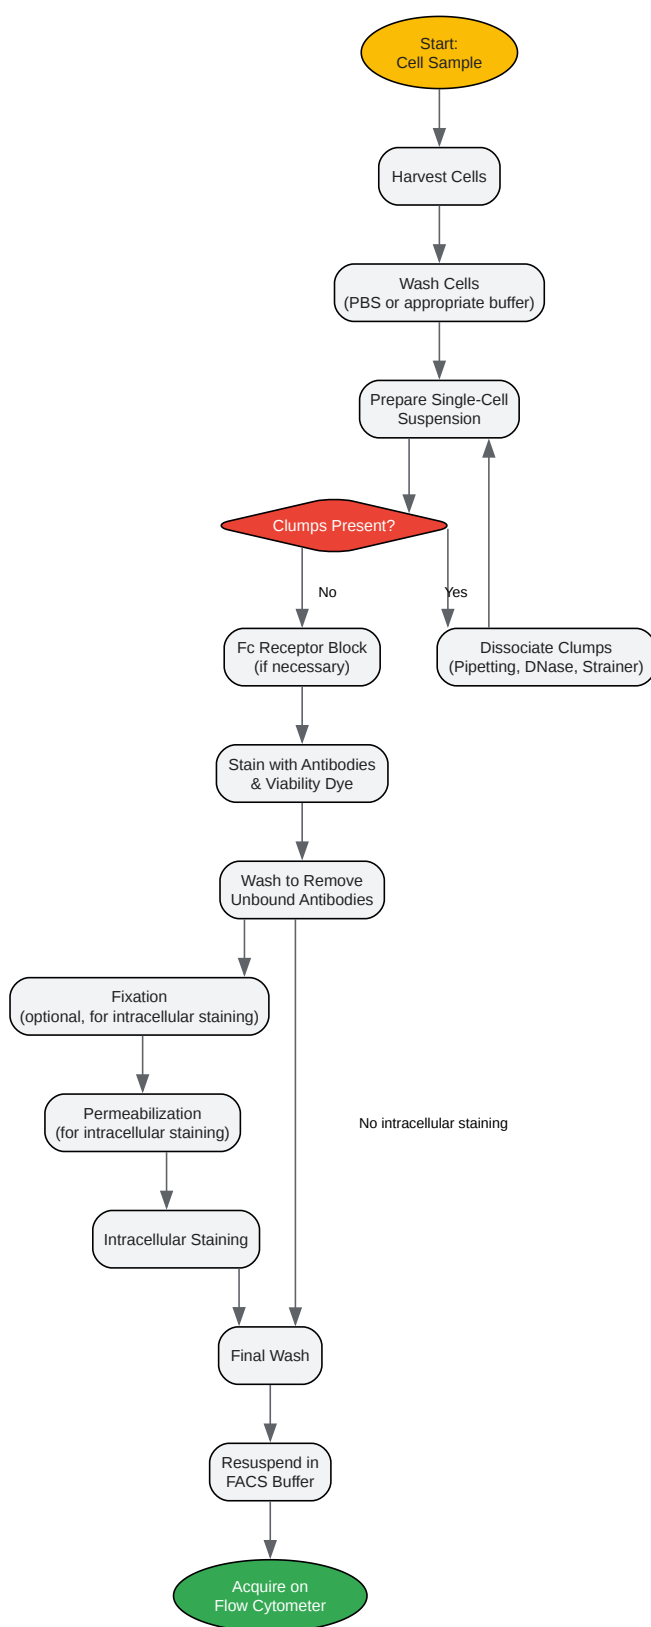 Start:
Cell Sample
Harvest Cells
Wash Cells
(PBS or appropriate buffer)
Prepare Single-Cell
Suspension
Clumps Present?
No
Yes
Fc Receptor Block
(if necessary)
Dissociate Clumps
(Pipetting, DNase, Strainer)
Stain with Antibodies
& Viability Dye
Wash to Remove
Unbound Antibodies
Fixation
(optional, for intracellular staining)
Permeabilization
(for intracellular staining)
No intracellular staining
Intracellular Staining
Final Wash
Resuspend in
FACS Buffer
Acquire on
Flow Cytometer